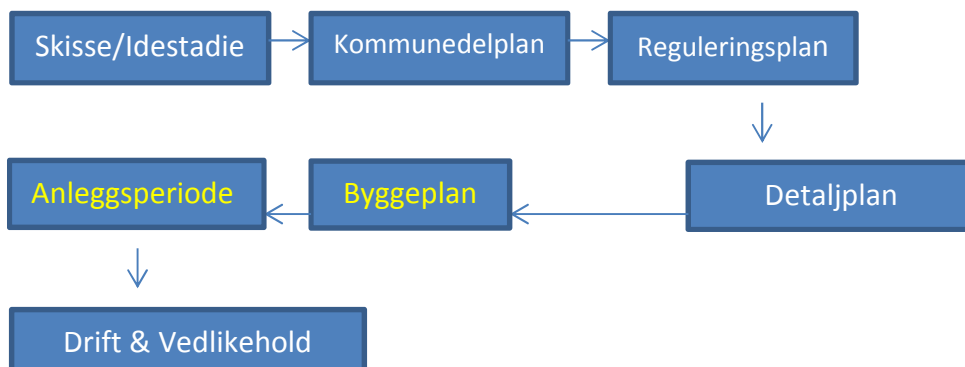 Skisse/Idestadie
Kommunedelplan
Reguleringsplan
Anleggsperiode
Byggeplan
Detaljplan
Drift & Vedlikehold